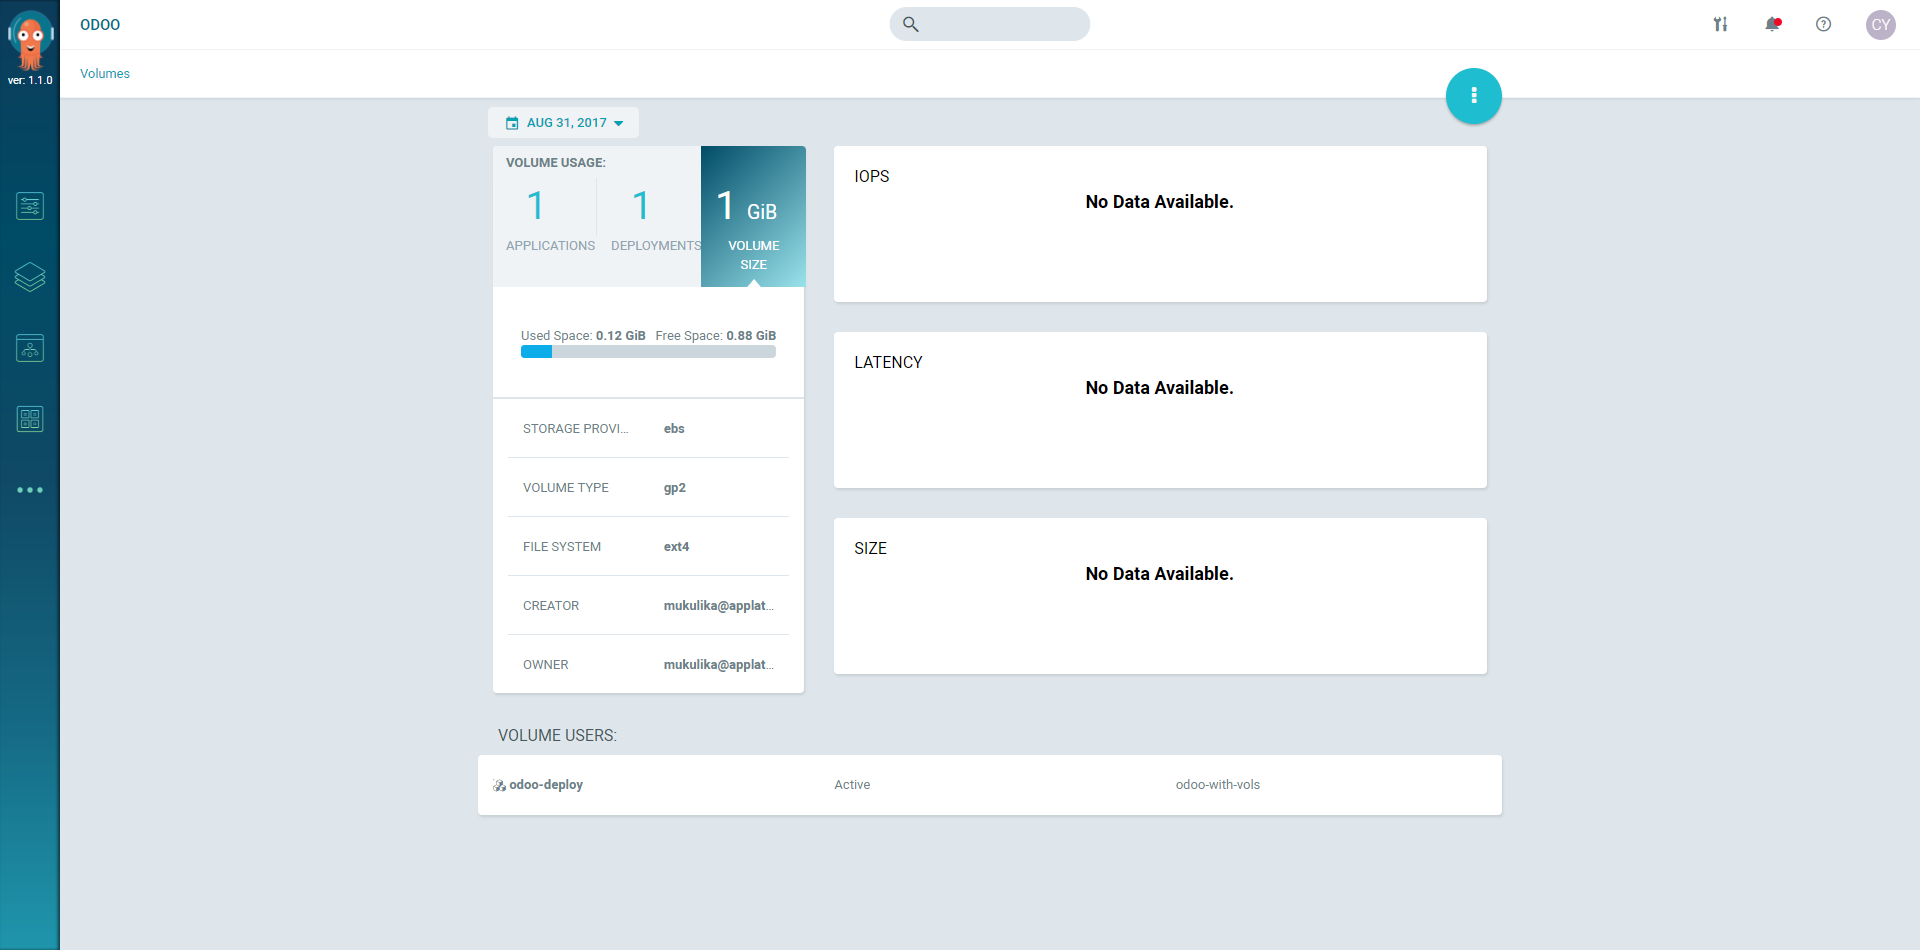 ODOO
CY
ver: 1.1.0
Volumes
AUG 31, 2017
VOLUME USAGE:
1
APPLICATIONS
1
DEPLOYMENTS
1 GiB
VOLUME
SIZE
Used Space: 0.12 GiB Free Space: 0.88 GiB
STORAGE PROVI... ebs
VOLUME TYPE gp2
FILE SYSTEM ext4
CREATOR mukulika@applat...
OWNER mukulika@applat...
IOPS
No Data Available.
LATENCY
No Data Available.
SIZE
No Data Available.
VOLUME USERS:
odoo-deploy Active odoo-with-vols